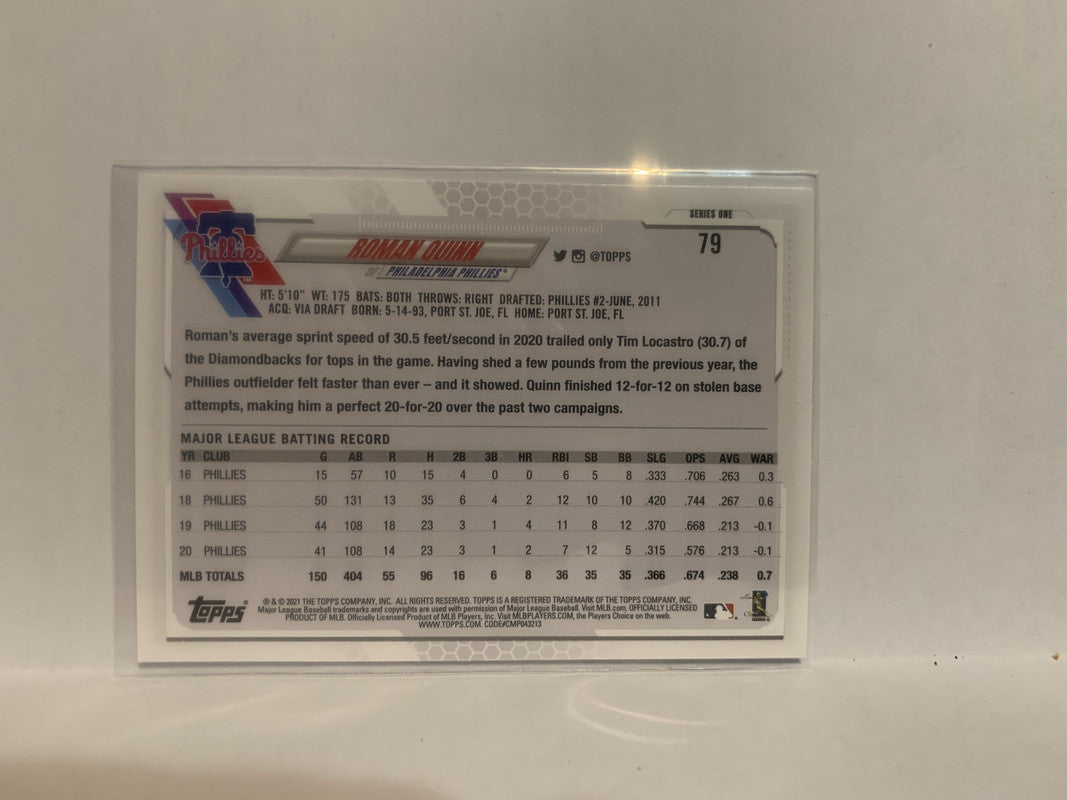 SERIES ONE
79
Phillies
ROMAN QUINN
@TOPPS
OF PHILADELPHIA PHILLIES®
HT: 5'10" WT: 175 BATS: BOTH THROWS: RIGHT DRAFTED: PHILLIES #2-JUNE, 2011
ACQ: VIA DRAFT BORN: 5-14-93, PORT ST. JOE, FL HOME: PORT ST. JOE, FL
Roman's average sprint speed of 30.5 feet/second in 2020 trailed only Tim Locastro (30.7) of
the Diamondbacks for tops in the game. Having shed a few pounds from the previous year, the
Phillies outfielder felt faster than ever – and it showed. Quinn finished 12-for-12 on stolen base
attempts, making him a perfect 20-for-20 over the past two campaigns.
MAJOR LEAGUE BATTING RECORD
YR CLUB G AB R H 2B 3B HR RBI SB BB SLG OPS AVG WAR
16 PHILLIES 15 57 10 15 4 0 0 6 5 8 .333 .706 .263 0.3
18 PHILLIES 50 131 13 35 6 4 2 12 10 10 .420 .744 .267 0.6
19 PHILLIES 44 108 18 23 3 1 4 11 8 12 .370 .668 .213 -0.1
20 PHILLIES 41 108 14 23 3 1 2 7 12 5 .315 .576 .213 -0.1
MLB TOTALS 150 404 55 96 16 6 8 36 35 35 .366 .674 .238 0.7
topps
® & © 2021 THE TOPPS COMPANY, INC. ALL RIGHTS RESERVED. TOPPS IS A REGISTERED TRADEMARK OF THE TOPPS COMPANY, INC.
Major League Baseball trademarks and copyrights are used with permission of Major League Baseball. Visit MLB.com. OFFICIALLY LICENSED
PRODUCT OF MLB. Officially Licensed Product of MLB Players, Inc. Visit MLBPLAYERS.COM, the Players Choice on the web.
WWW.TOPPS.COM. CODE#CMP043213